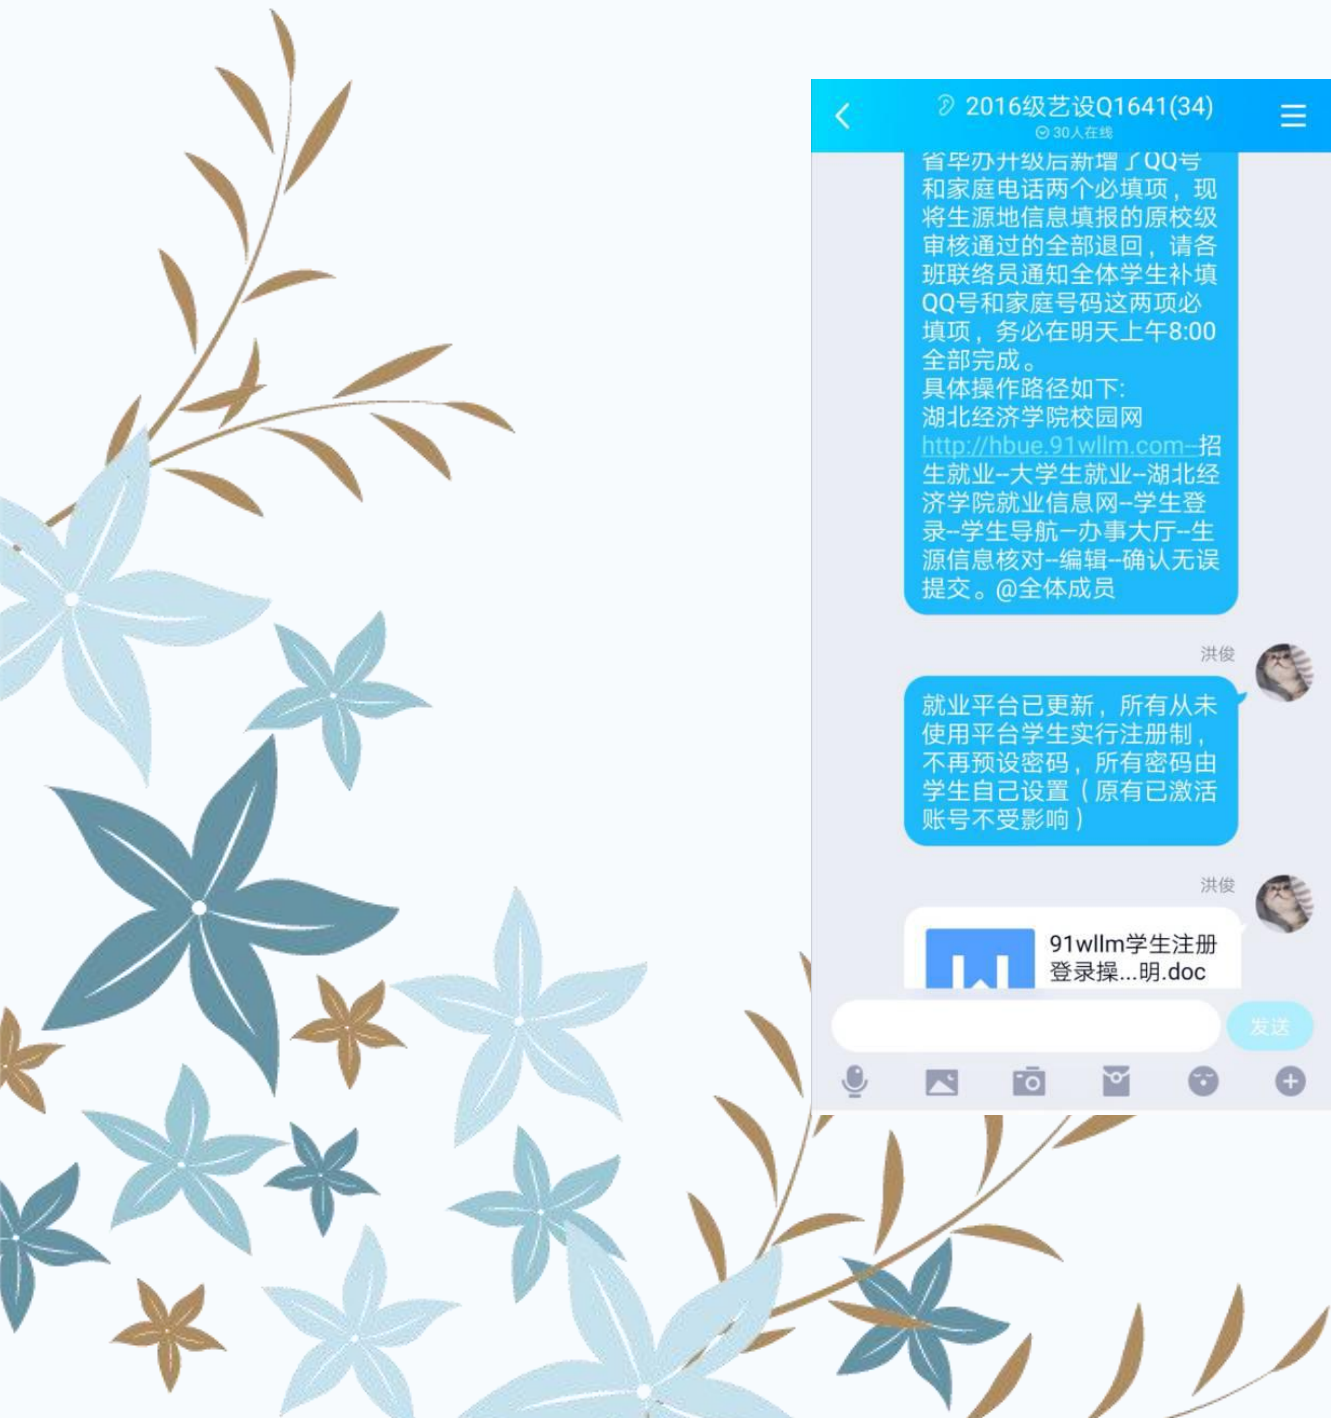 2016级艺设Q1641(34)
30人在线
省毕办升级后新增了QQ号
和家庭电话两个必填项，现
将生源地信息填报的原校级
审核通过的全部退回，请各
班联络员通知全体学生补填
QQ号和家庭号码这两项必
填项，务必在明天上午8:00
全部完成。
具体操作路径如下:
湖北经济学院校园网
http://hbue.91wllm.com--招
生就业--大学生就业--湖北经
济学院就业信息网--学生登
录--学生导航—办事大厅--生
源信息核对--编辑--确认无误
提交。@全体成员
洪俊
就业平台已更新，所有从未
使用平台学生实行注册制，
不再预设密码，所有密码由
学生自己设置（原有已激活
账号不受影响）
洪俊
91wllm学生注册
登录操...明.doc
发送